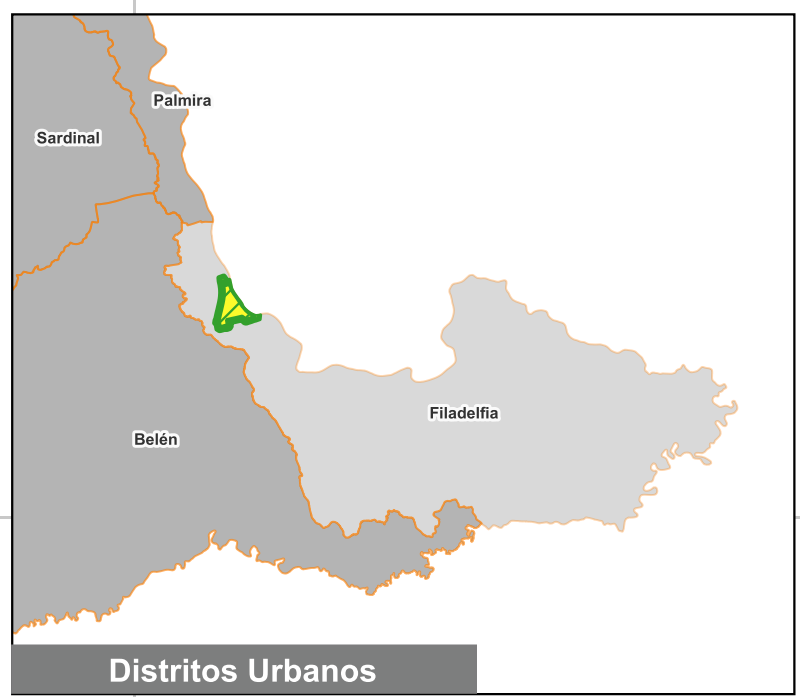 Palmira
Sardinal
Filadelfia
Belén
Distritos Urbanos